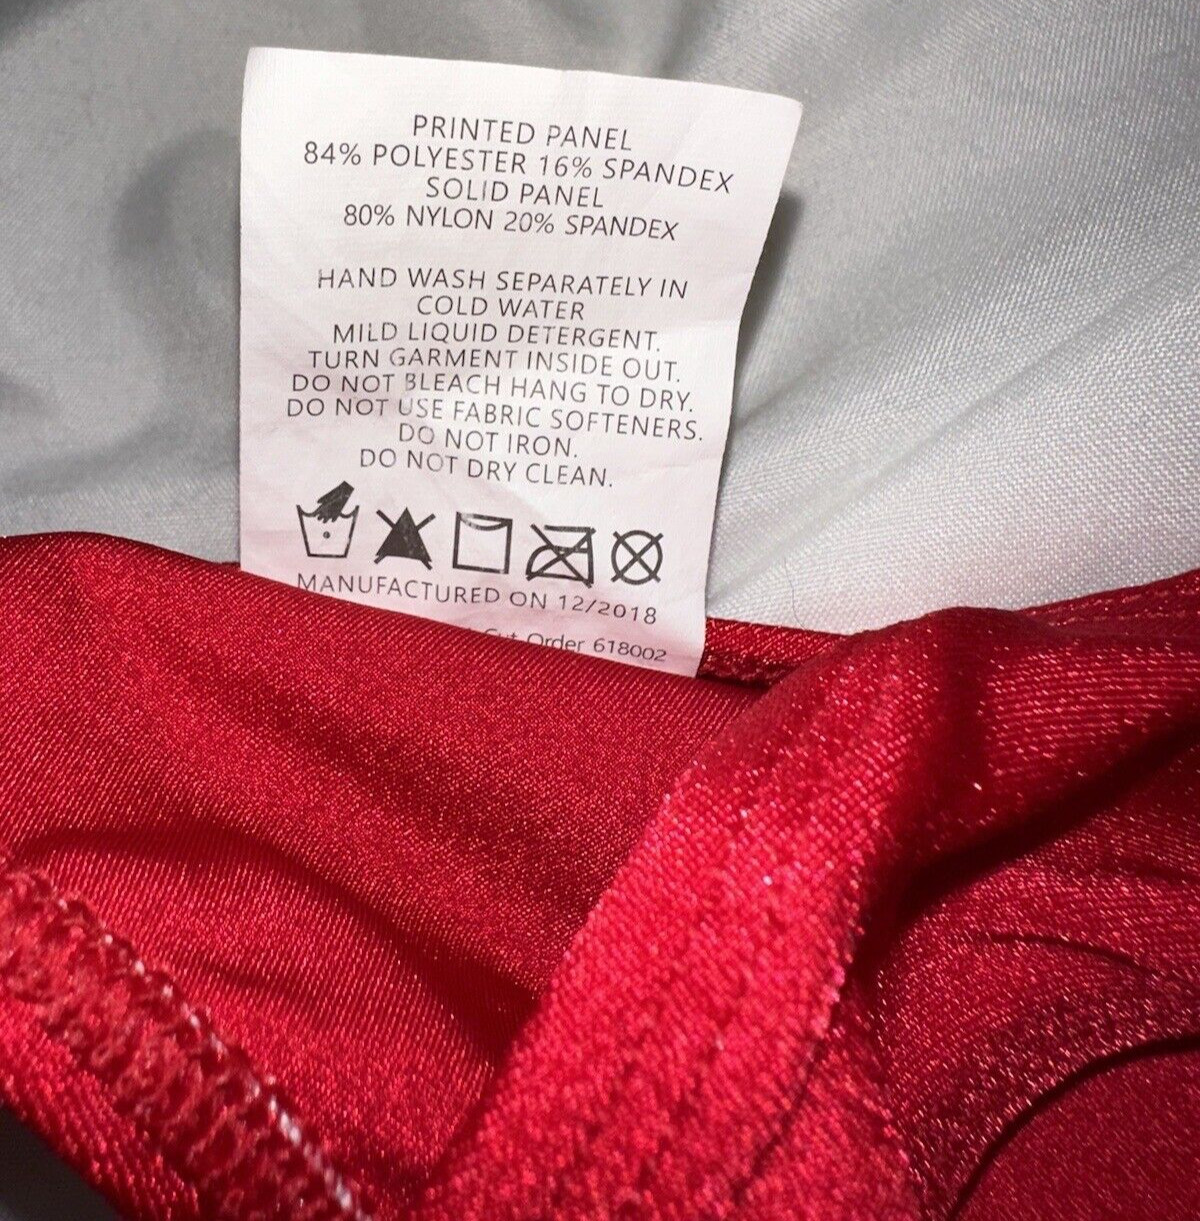 PRINTED PANEL
84% POLYESTER 16% SPANDEX
SOLID PANEL
80% NYLON 20% SPANDEX
HAND WASH SEPARATELY IN
COLD WATER
MILD LIQUID DETERGENT.
TURN GARMENT INSIDE OUT.
DO NOT BLEACH HANG TO DRY.
DO NOT USE FABRIC SOFTENERS.
DO NOT IRON.
DO NOT DRY CLEAN.
MANUFACTURED ON 12/2018
Cut Order 618002